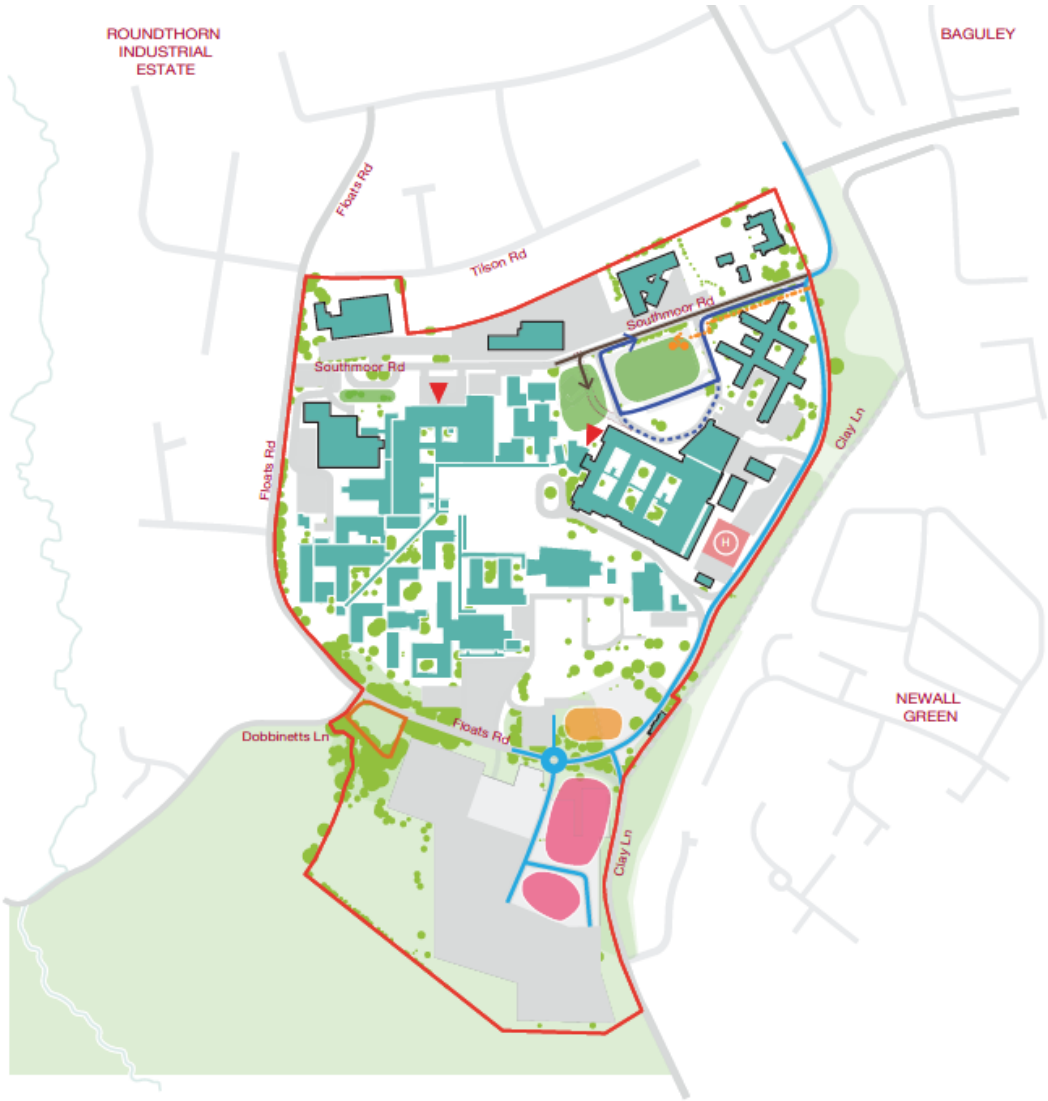 ROUNDTHORN
INDUSTRIAL
ESTATE
BAGULEY
Floats Rd
Tilson Rd
Southmoor Rd
Southmoor Rd
Clay Ln
Floats Rd
H
NEWALL
GREEN
Dobbinetts Ln
Floats Rd
Clay Ln